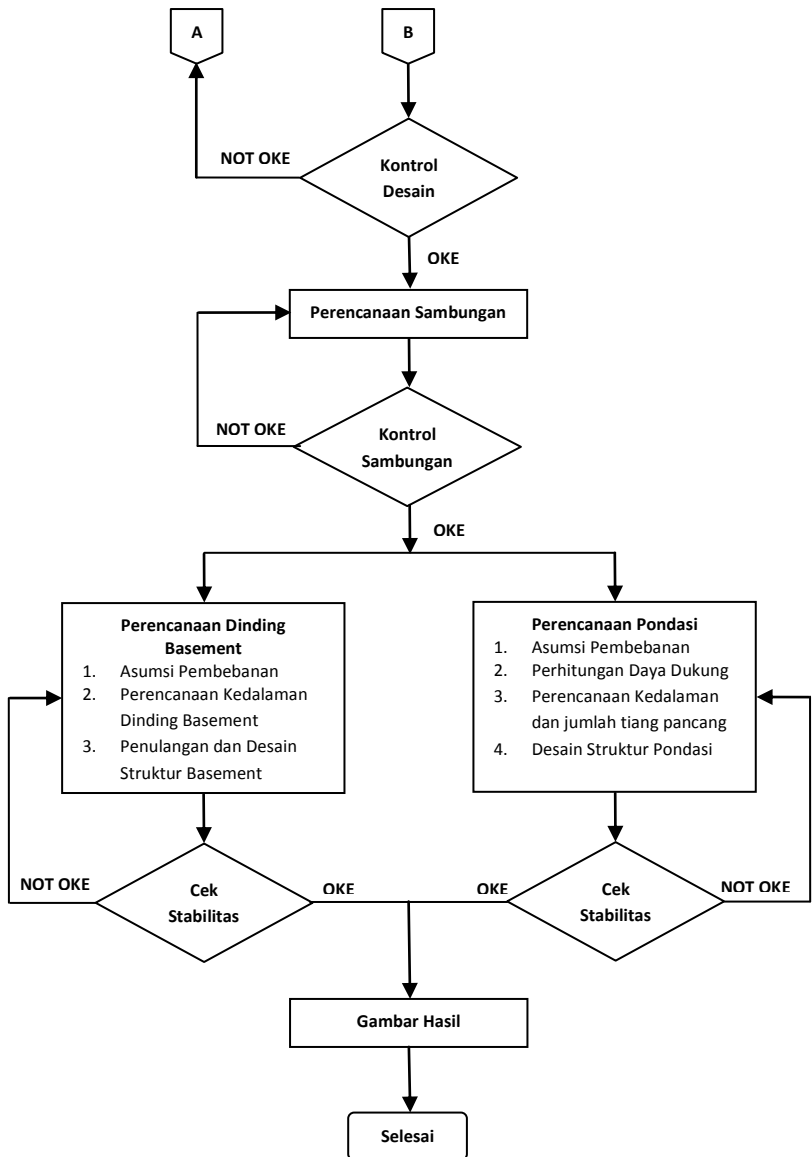 A
B
NOT OKE
Kontrol
Desain
OKE
Perencanaan Sambungan
NOT OKE
Kontrol
Sambungan
OKE
Perencanaan Dinding
Basement
1. Asumsi Pembebanan
2. Perencanaan Kedalaman
Dinding Basement
3. Penulangan dan Desain
Struktur Basement
Perencanaan Pondasi
1. Asumsi Pembebanan
2. Perhitungan Daya Dukung
3. Perencanaan Kedalaman
dan jumlah tiang pancang
4. Desain Struktur Pondasi
NOT OKE
Cek
Stabilitas
OKE
OKE
Cek
Stabilitas
NOT OKE
Gambar Hasil
Selesai